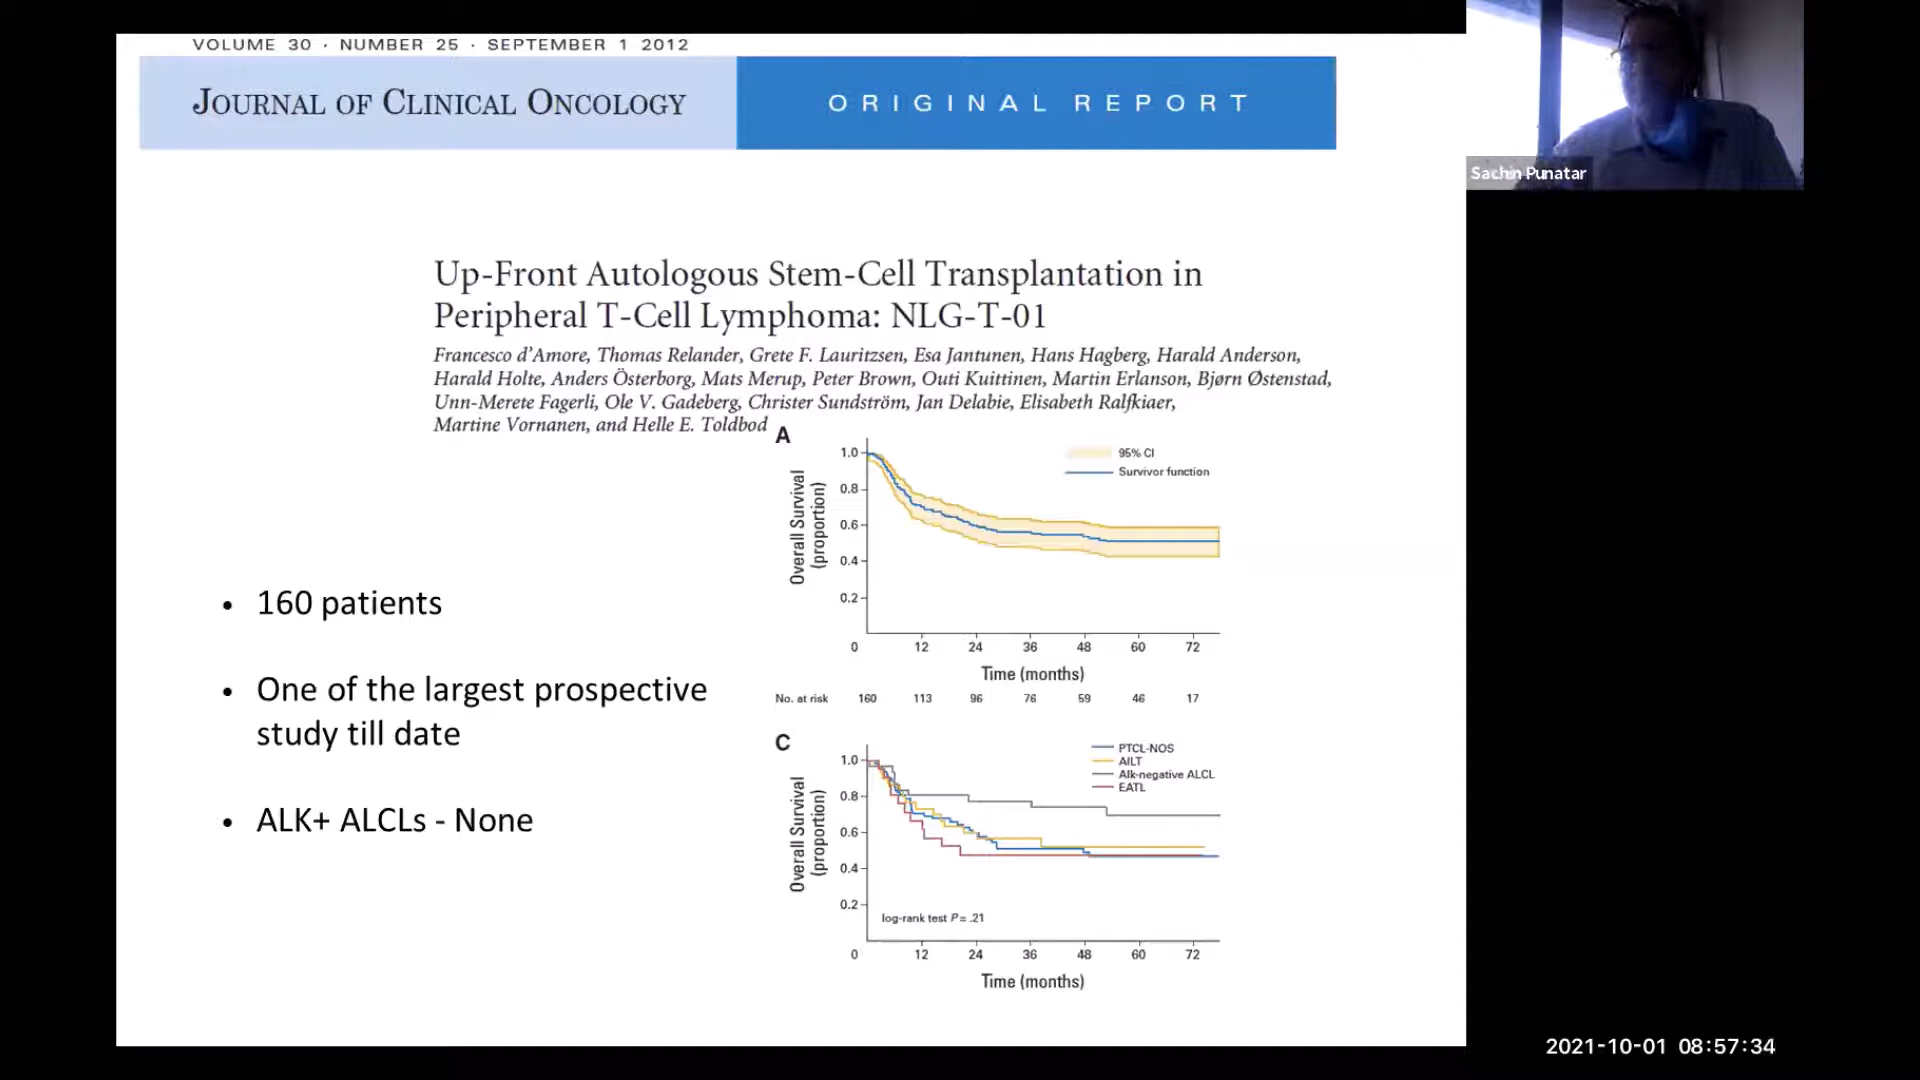 VOLUME 30 · NUMBER 25 · SEPTEMBER 1 2012
JOURNAL OF CLINICAL ONCOLOGY
ORIGINAL REPORT
Sachin Punatar
Up-Front Autologous Stem-Cell Transplantation in
Peripheral T-Cell Lymphoma: NLG-T-01
Francesco d'Amore, Thomas Relander, Grete F. Lauritzsen, Esa Jantunen, Hans Hagberg, Harald Anderson,
Harald Holte, Anders Österborg, Mats Merup, Peter Brown, Outi Kuittinen, Martin Erlanson, Bjørn Østenstad,
Unn-Merete Fagerli, Ole V. Gadeberg, Christer Sundström, Jan Delabie, Elisabeth Ralfkiaer,
Martine Vornanen, and Helle E. Toldbod
• 160 patients
• One of the largest prospective
study till date
• ALK+ ALCLs - None
A
95% CI
Survivor function
Overall Survival
(proportion)
1.0
0.8
0.6
0.4
0.2
0 12 24 36 48 60 72
Time (months)
No. at risk 160 113 96 76 59 46 17
C
PTCL-NOS
AILT
Alk-negative ALCL
EATL
Overall Survival
(proportion)
1.0
0.8
0.6
0.4
0.2
log-rank test P = .21
0 12 24 36 48 60 72
Time (months)
2021-10-01 08:57:34